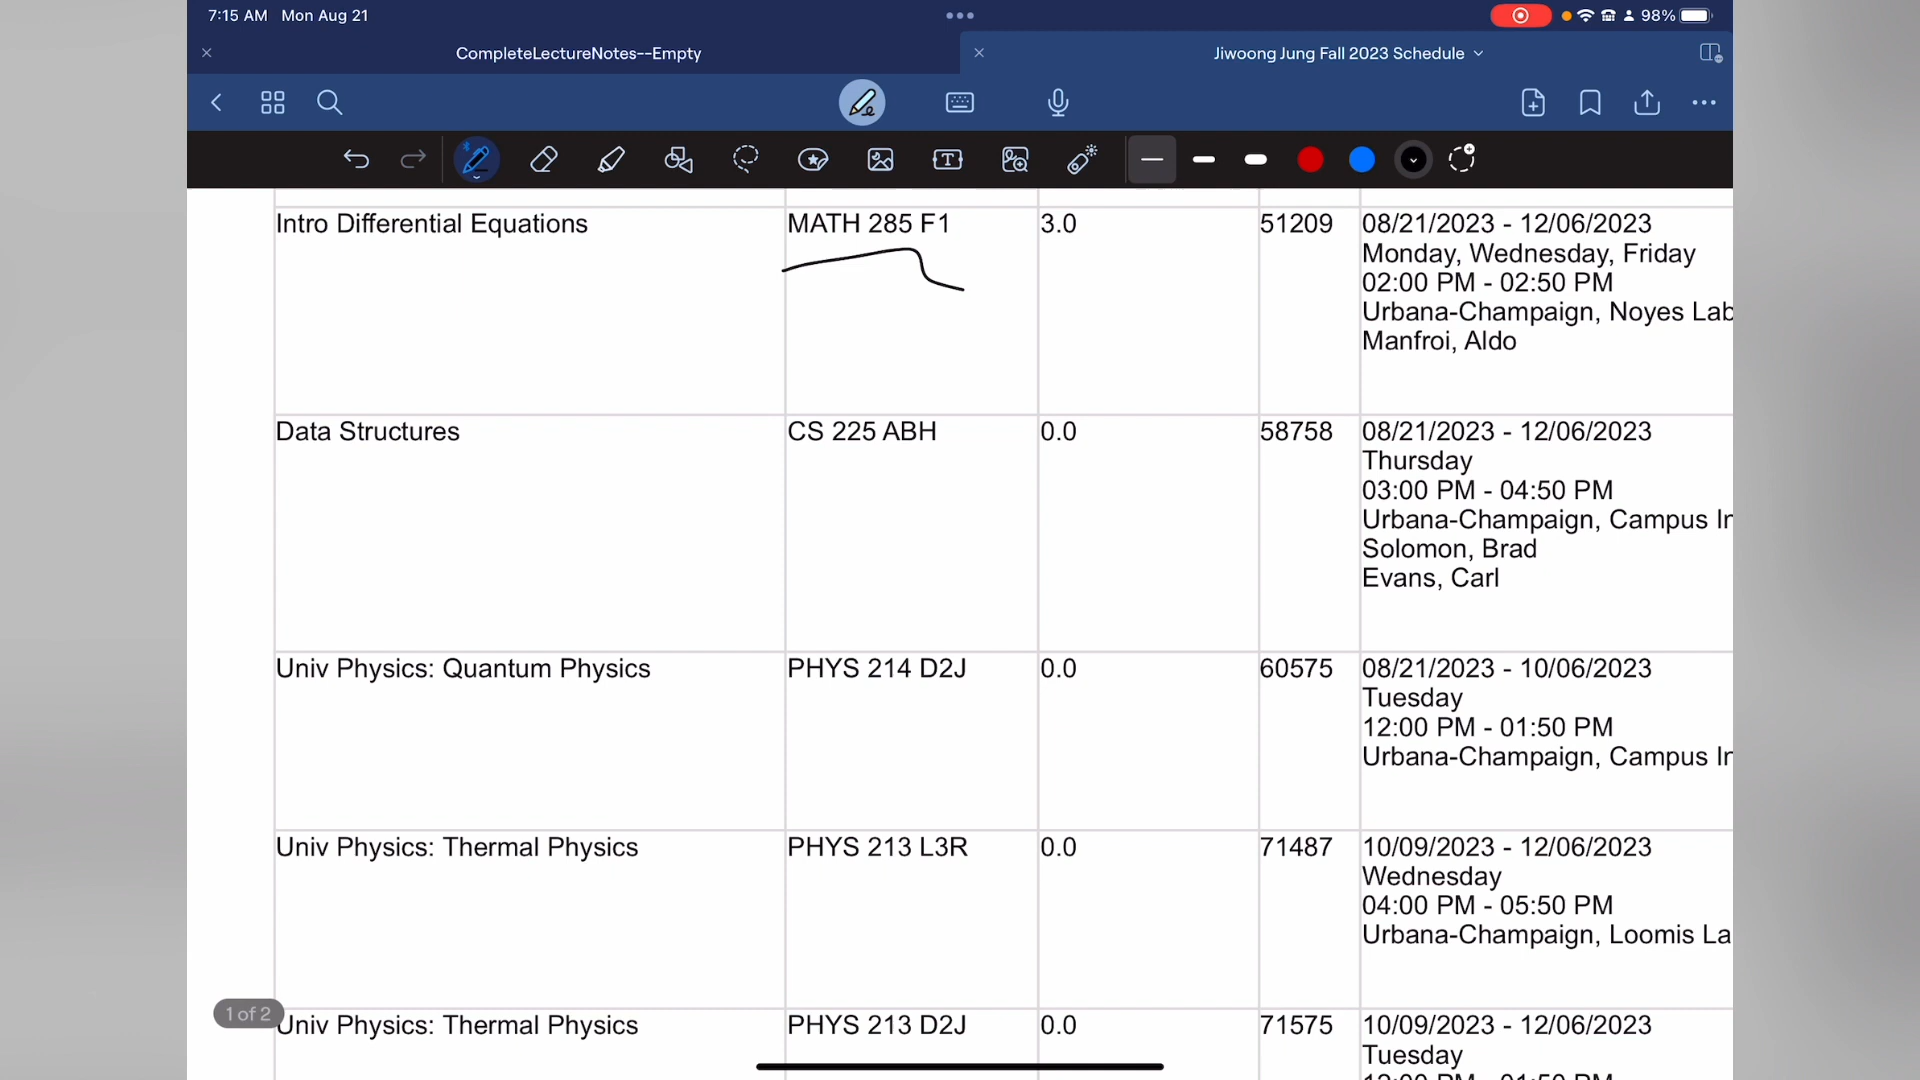 7:15 AM Mon Aug 21
98%
CompleteLectureNotes--Empty
Jiwoong Jung Fall 2023 Schedule
Intro Differential Equations
MATH 285 F1
3.0
51209
08/21/2023 - 12/06/2023
Monday, Wednesday, Friday
02:00 PM - 02:50 PM
Urbana-Champaign, Noyes Lab
Manfroi, Aldo
Data Structures
CS 225 ABH
0.0
58758
08/21/2023 - 12/06/2023
Thursday
03:00 PM - 04:50 PM
Urbana-Champaign, Campus In
Solomon, Brad
Evans, Carl
Univ Physics: Quantum Physics
PHYS 214 D2J
0.0
60575
08/21/2023 - 10/06/2023
Tuesday
12:00 PM - 01:50 PM
Urbana-Champaign, Campus In
Univ Physics: Thermal Physics
PHYS 213 L3R
0.0
71487
10/09/2023 - 12/06/2023
Wednesday
04:00 PM - 05:50 PM
Urbana-Champaign, Loomis La
1 of 2
Univ Physics: Thermal Physics
PHYS 213 D2J
0.0
71575
10/09/2023 - 12/06/2023
Tuesday